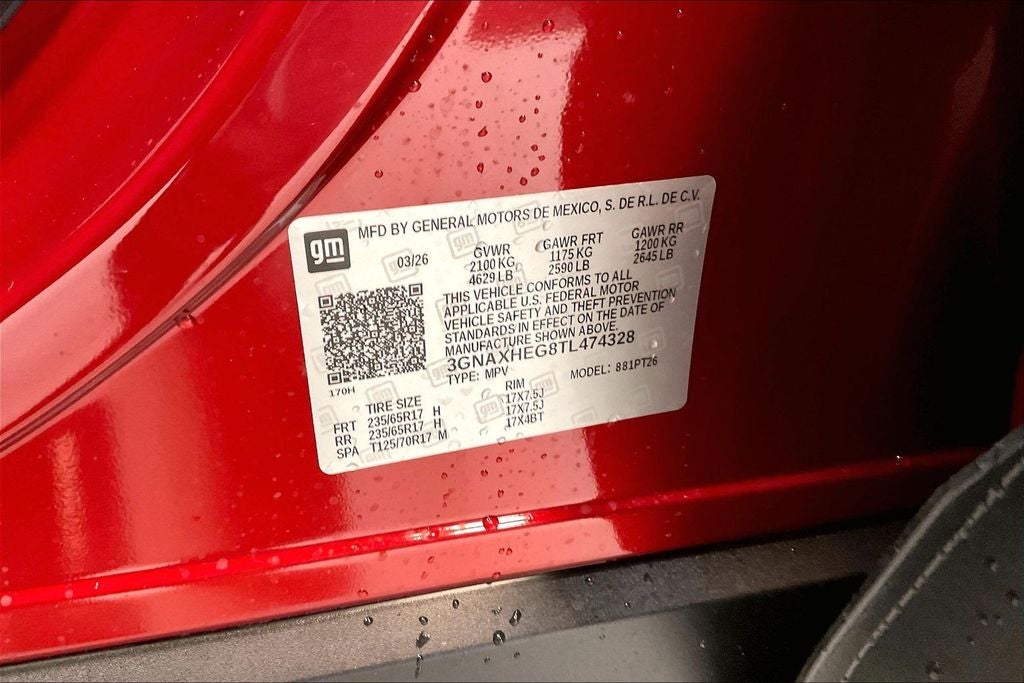 MFD BY GENERAL MOTORS DE MEXICO, S. DE R.L. DE C.V.
gm
03/26
GVWR GAWR FRT GAWR RR
2100 KG 1175 KG 1200 KG
4629 LB 2590 LB 2645 LB
THIS VEHICLE CONFORMS TO ALL
APPLICABLE U.S. FEDERAL MOTOR
VEHICLE SAFETY AND THEFT PREVENTION
STANDARDS IN EFFECT ON THE DATE OF
MANUFACTURE SHOWN ABOVE.
3GNAXHEG8TL474328
TYPE: MPV MODEL: 881PT26
170H
TIRE SIZE RIM
FRT 235/65R17 H 17X7.5J
RR 235/65R17 H 17X7.5J
SPA T125/70R17 M 17X4BT